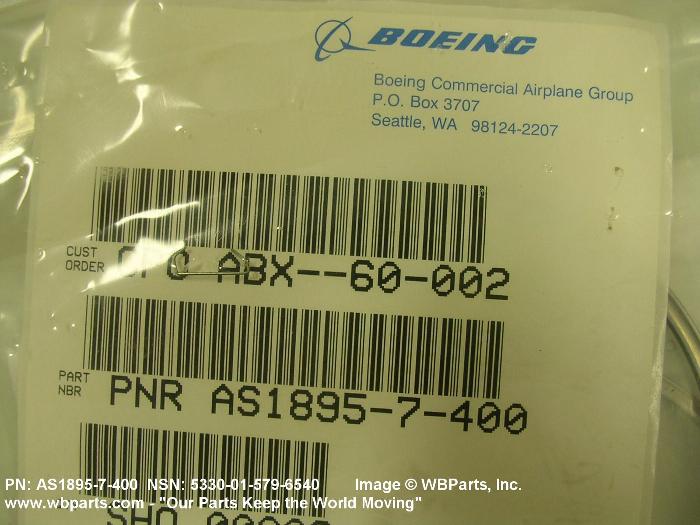 BOEING
Boeing Commercial Airplane Group
P.O. Box 3707
Seattle, WA 98124-2207
CUST
ORDER
ABX--60-002
PART
NBR
PNR AS1895-7-400
SHO
PN: AS1895-7-400 NSN: 5330-01-579-6540 Image © WBParts, Inc.
www.wbparts.com - "Our Parts Keep the World Moving"